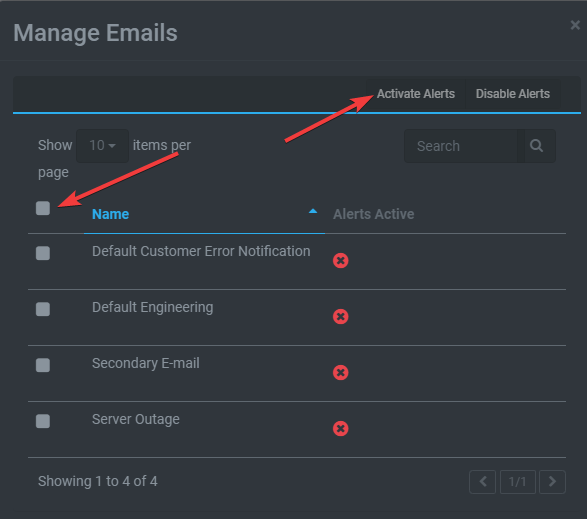 Manage Emails
×
Activate Alerts Disable Alerts
Show 10 items per
page
Search
Name Alerts Active
Default Customer Error Notification
Default Engineering
Secondary E-mail
Server Outage
Showing 1 to 4 of 4
1/1